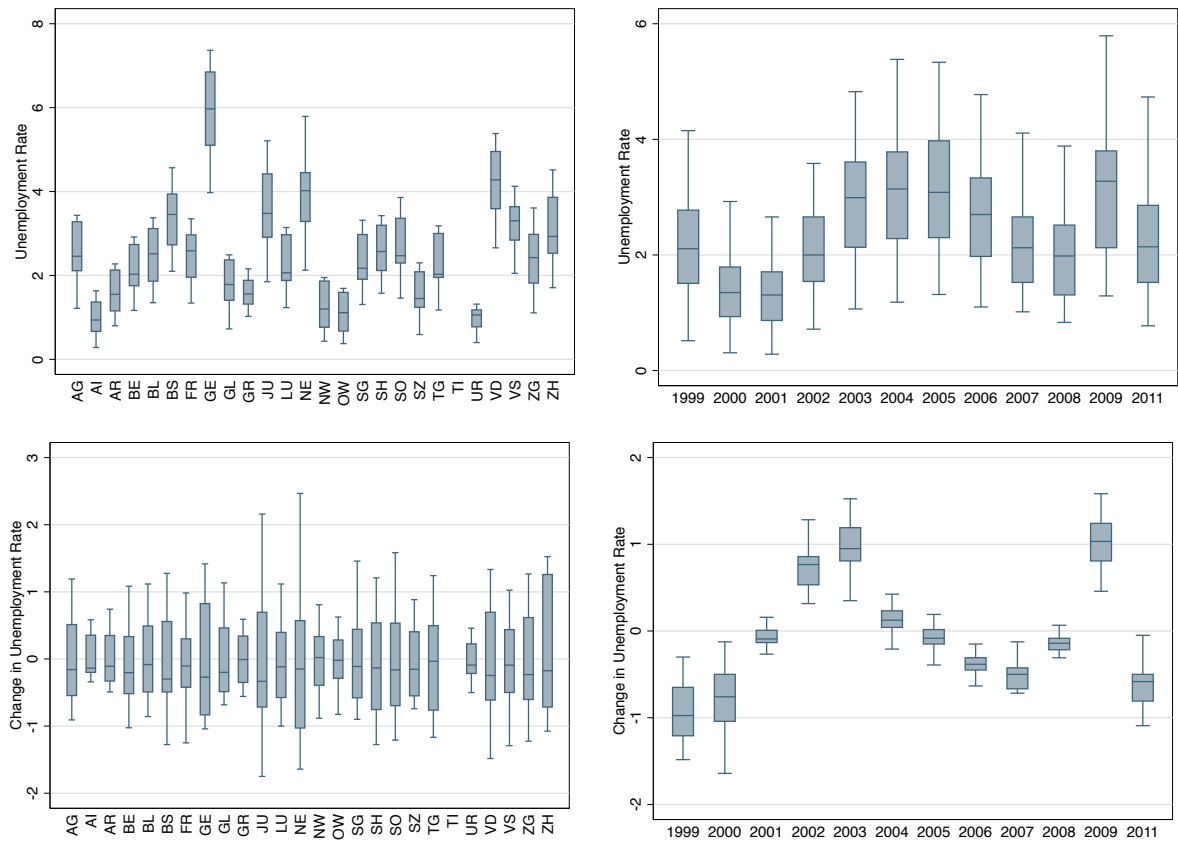 Unemployment Rate
8
6
4
2
0
AG AI AR BE BL BS FR GE GL GR JU LU NE NW OW SG SH SO SZ TG TI UR VD VS ZG ZH
Unemployment Rate
6
4
2
0
1999 2000 2001 2002 2003 2004 2005 2006 2007 2008 2009 2011
Change in Unemployment Rate
3
2
1
0
-1
-2
AG AI AR BE BL BS FR GE GL GR JU LU NE NW OW SG SH SO SZ TG TI UR VD VS ZG ZH
Change in Unemployment Rate
2
1
0
-1
-2
1999 2000 2001 2002 2003 2004 2005 2006 2007 2008 2009 2011